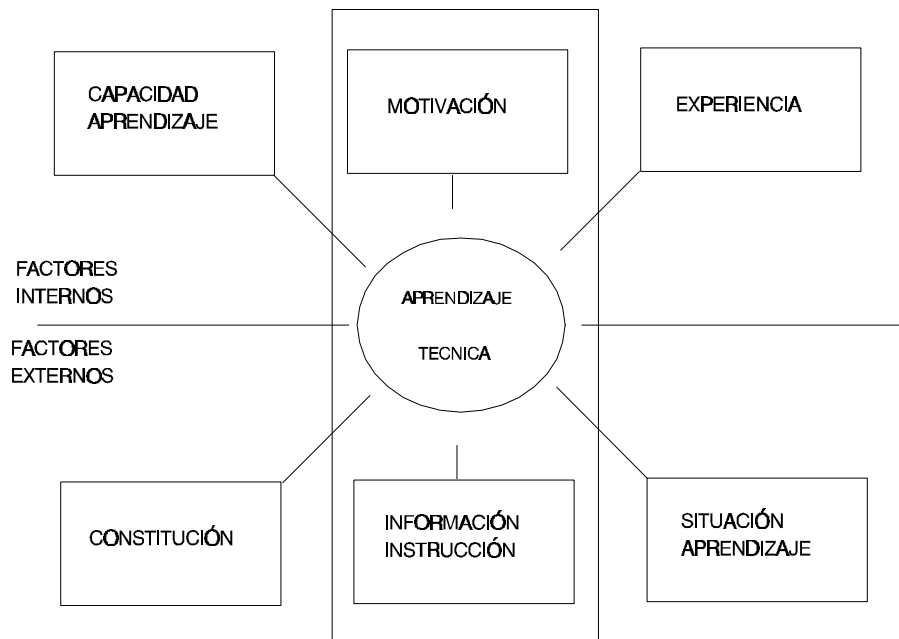 CAPACIDAD
APRENDIZAJE
MOTIVACIÓN
EXPERIENCIA
FACTORES
INTERNOS
APRENDIZAJE
TECNICA
FACTORES
EXTERNOS
CONSTITUCIÓN
INFORMACIÓN
INSTRUCCIÓN
SITUACIÓN
APRENDIZAJE